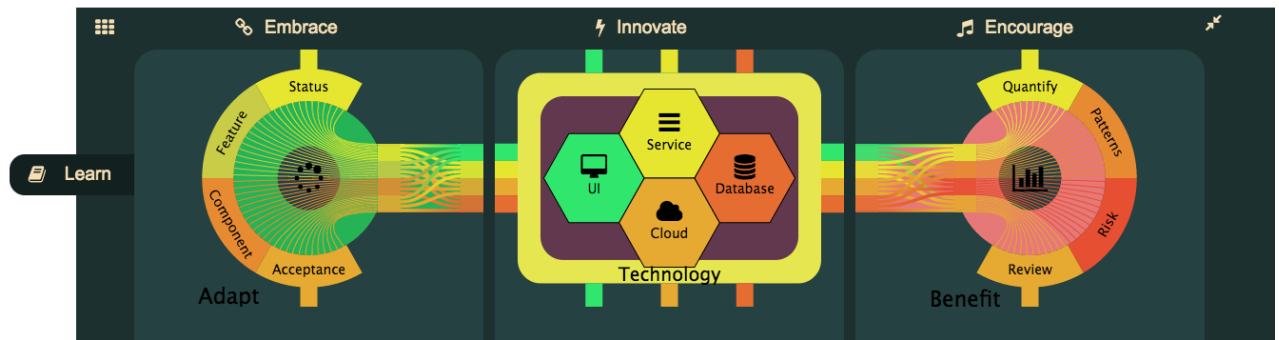 Embrace
Innovate
Encourage
Learn
Status
Feature
Component
Acceptance
Adapt
Service
UI
Database
Cloud
Technology
Quantify
Patterns
Risk
Review
Benefit